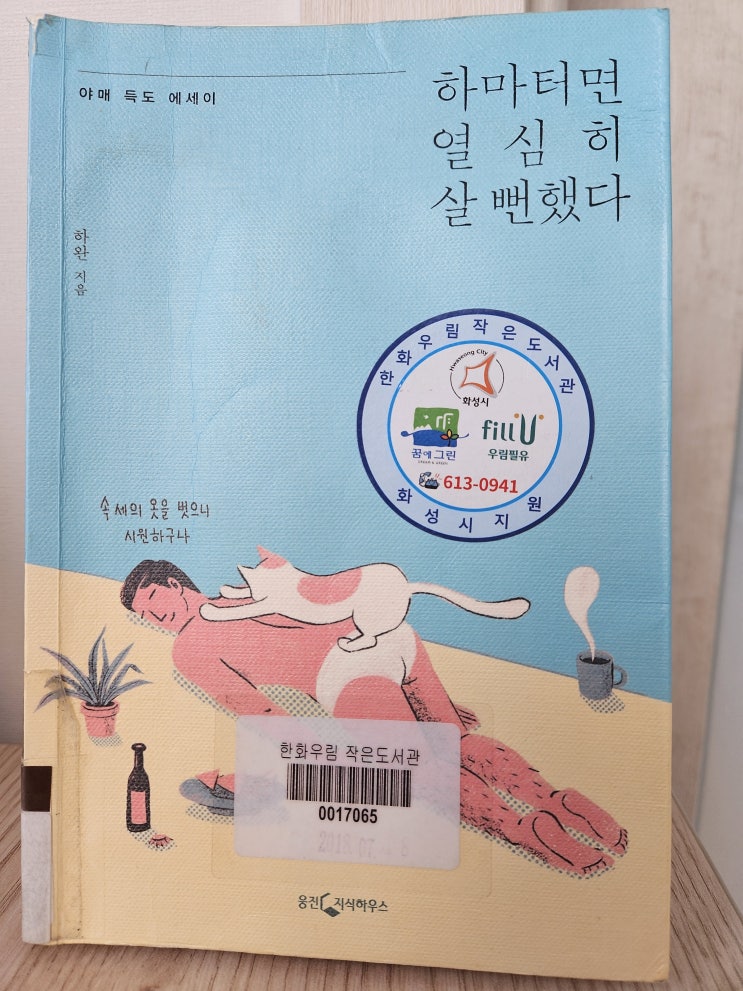 야매 득도 에세이
하마터면
열심히
살 뻔했다
하완 지음
한화우림작은도서관
Hwaseong City
화성시
꿈에그린
DREAM & GREEN
fillU
우림필유
613-0941
화성시지원
속세의 옷을 벗으니
시원하구나
한화우림 작은도서관
0017065
웅진 지식하우스